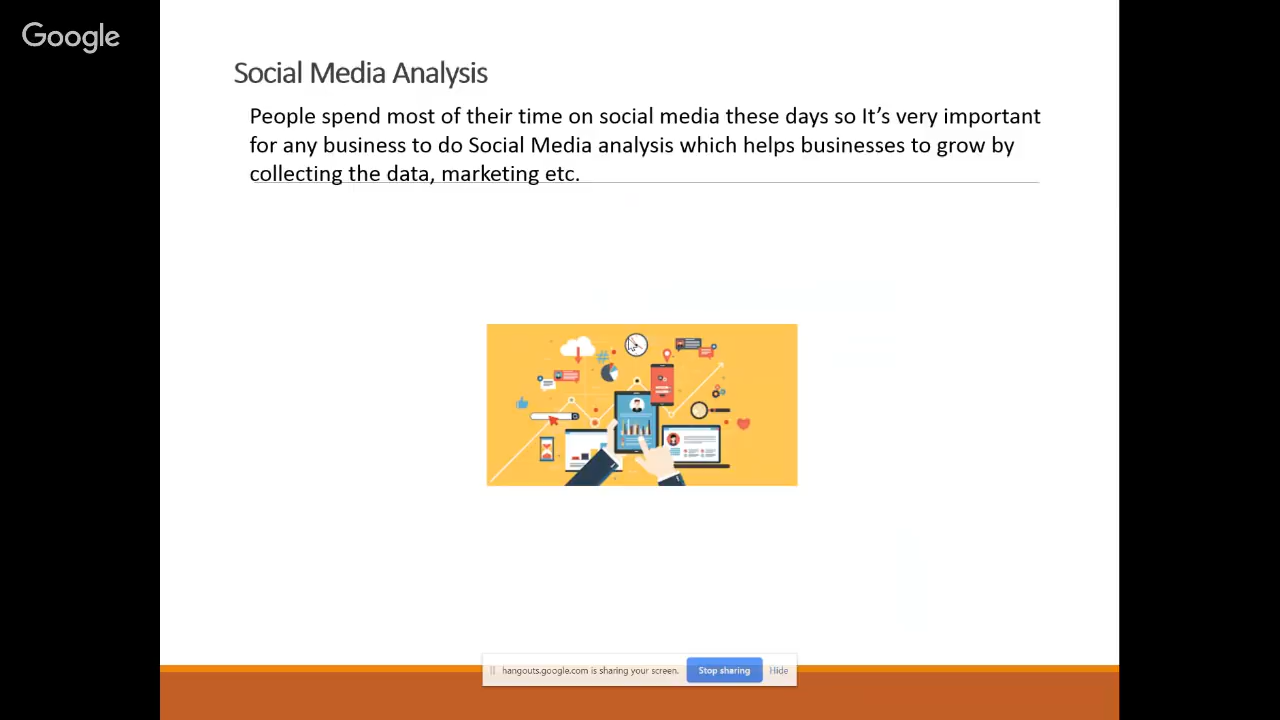 Google
Social Media Analysis
People spend most of their time on social media these days so It's very important
for any business to do Social Media analysis which helps businesses to grow by
collecting the data, marketing etc.
#
hangouts.google.com is sharing your screen. Stop sharing Hide